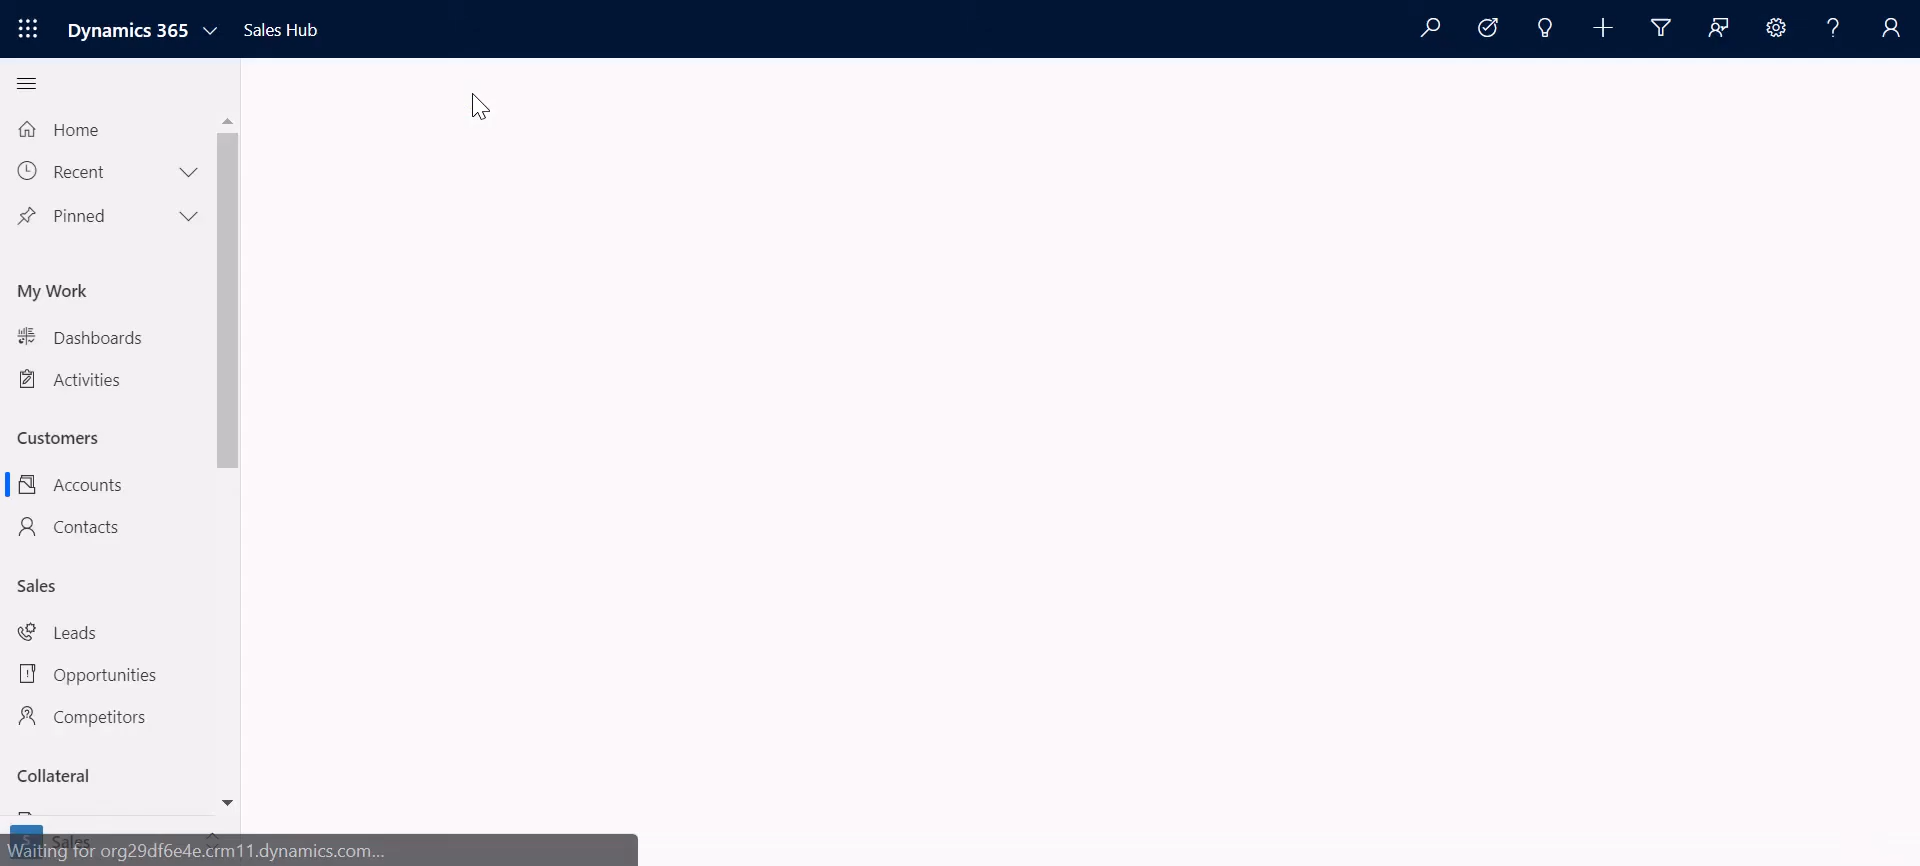 Dynamics 365
Sales Hub
Home
Recent
Pinned
My Work
Dashboards
Activities
Customers
Accounts
Contacts
Sales
Leads
Opportunities
Competitors
Collateral
Sales
Waiting for org29df6e4e.crm11.dynamics.com...